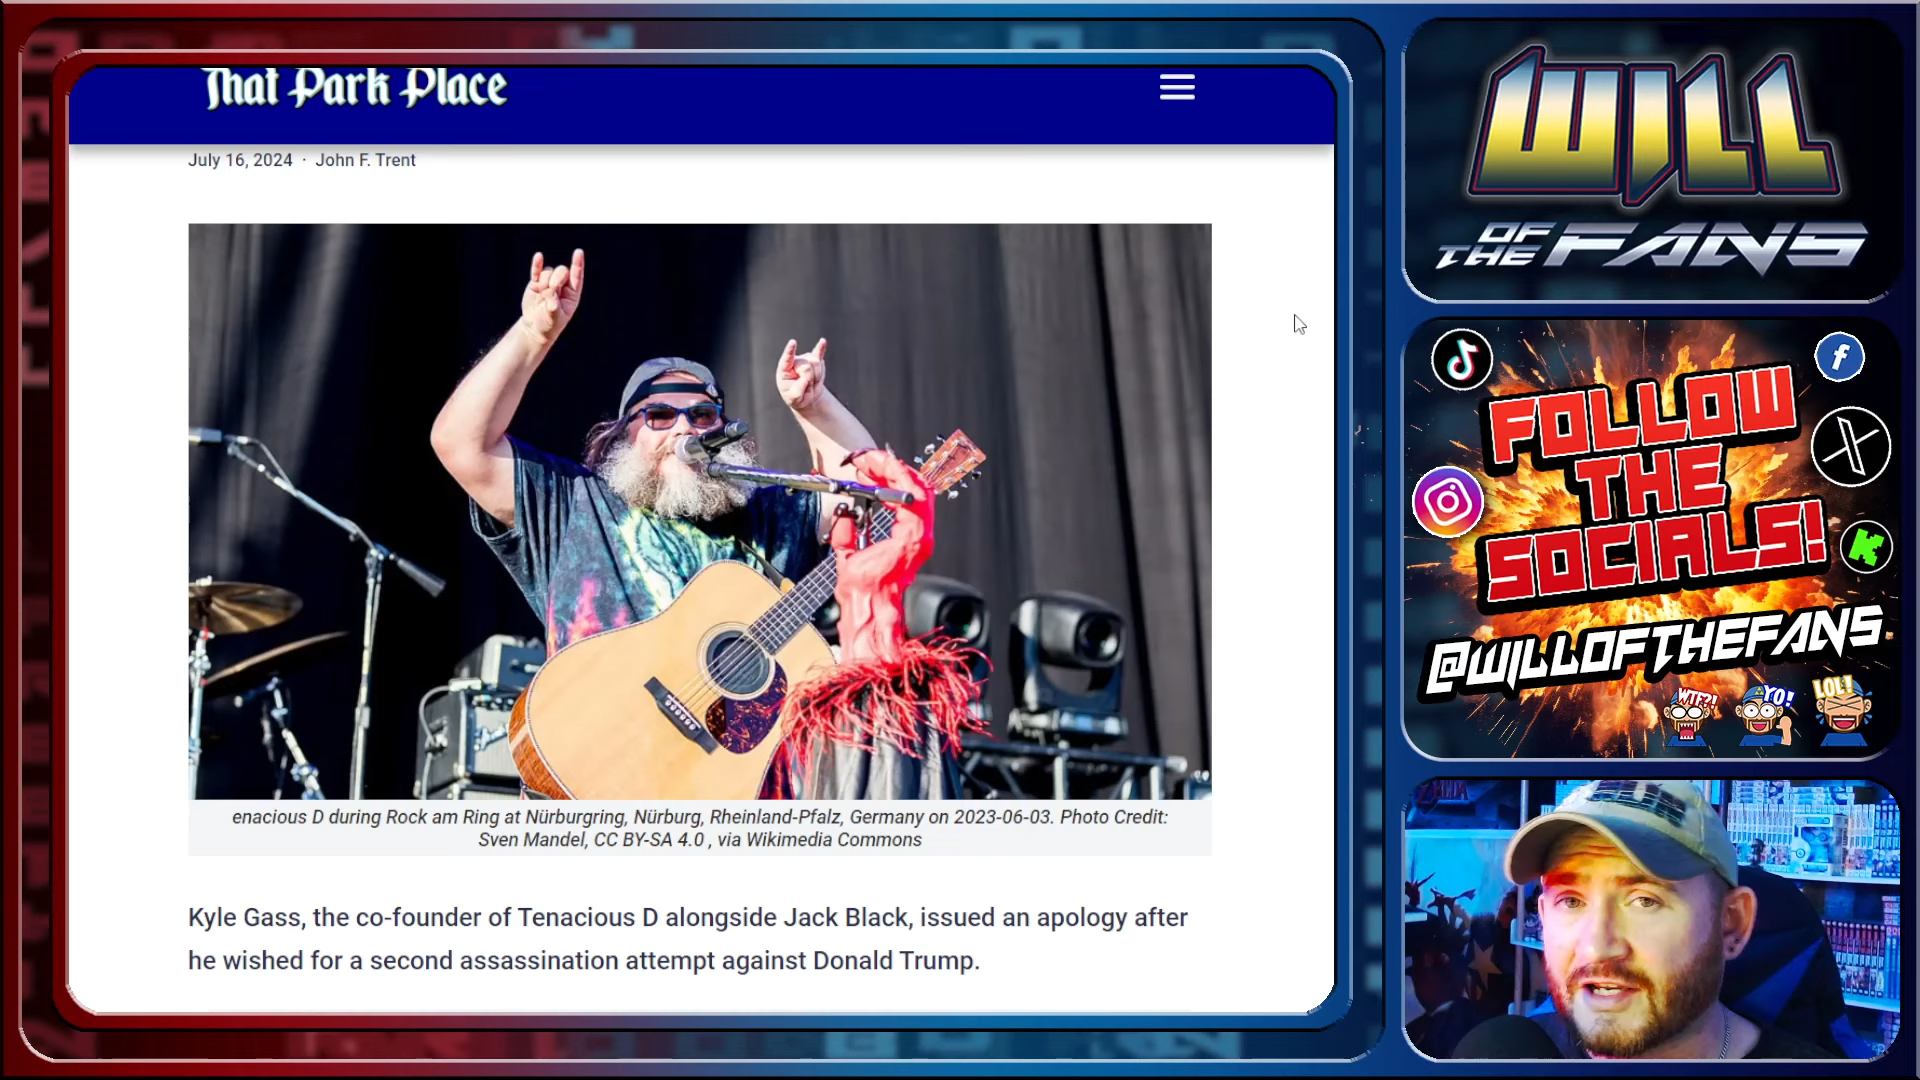 That Park Place
July 16, 2024 · John F. Trent
enacious D during Rock am Ring at Nürburgring, Nürburg, Rheinland-Pfalz, Germany on 2023-06-03. Photo Credit:
Sven Mandel, CC BY-SA 4.0 , via Wikimedia Commons
Kyle Gass, the co-founder of Tenacious D alongside Jack Black, issued an apology after
he wished for a second assassination attempt against Donald Trump.
WILL
OF
THE FANS
FOLLOW
THE
SOCIALS!
@WILLOFTHEFANS
WTF?!
YO!
LOL!